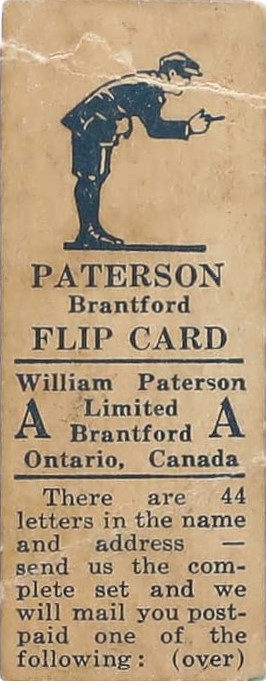 PATERSON
Brantford
FLIP CARD
William Paterson
A Limited A
Brantford
Ontario, Canada
There are 44
letters in the name
and address —
send us the com-
plete set and we
will mail you post-
paid one of the
following: (over)